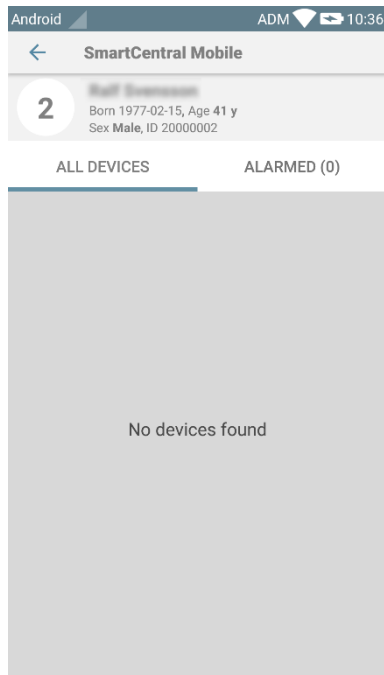 Android ADM 10:36
SmartCentral Mobile
2
Born 1977-02-15, Age 41 y
Sex Male, ID 20000002
ALL DEVICES ALARMED (0)
No devices found